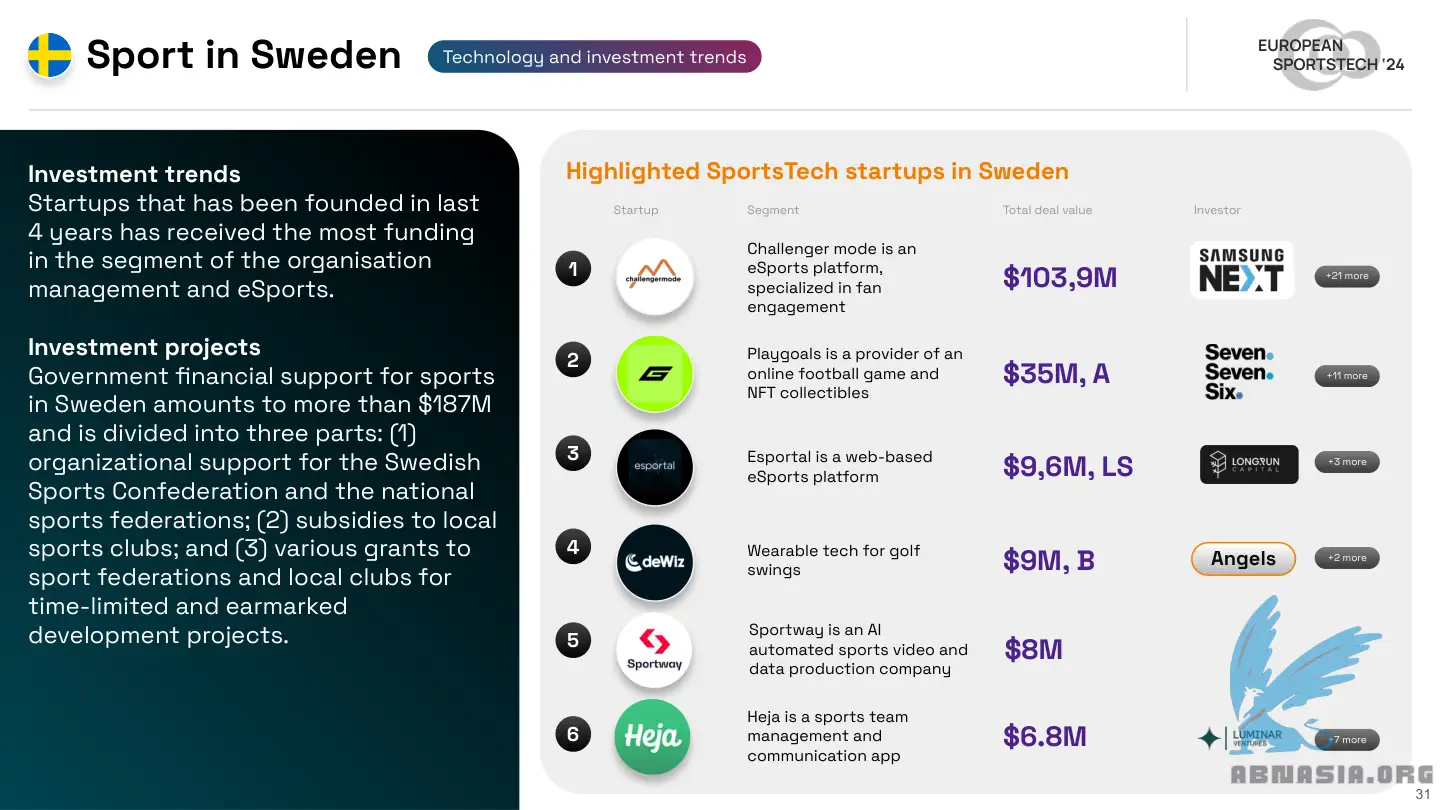 Sport in Sweden
Technology and investment trends
EUROPEAN
SPORTSTECH '24
Investment trends
Startups that has been founded in last
4 years has received the most funding
in the segment of the organisation
management and eSports.
Investment projects
Government financial support for sports
in Sweden amounts to more than $187M
and is divided into three parts: (1)
organizational support for the Swedish
Sports Confederation and the national
sports federations; (2) subsidies to local
sports clubs; and (3) various grants to
sport federations and local clubs for
time-limited and earmarked
development projects.
Highlighted SportsTech startups in Sweden
Startup Segment Total deal value Investor
1
challengermode
Challenger mode is an
eSports platform,
specialized in fan
engagement
$103,9M
SAMSUNG
NEXT
+21 more
2
Playgoals is a provider of an
online football game and
NFT collectibles
$35M, A
Seven.
Seven.
Six.
+11 more
3
esportal
Esportal is a web-based
eSports platform
$9,6M, LS
LONGRUN
CAPITAL
+3 more
4
deWiz
Wearable tech for golf
swings
$9M, B
Angels
+2 more
5
Sportway
Sportway is an AI
automated sports video and
data production company
$8M
6
Heja
Heja is a sports team
management and
communication app
$6.8M
LUMINAR
VENTURES
+7 more
ABNASIA.ORG
31